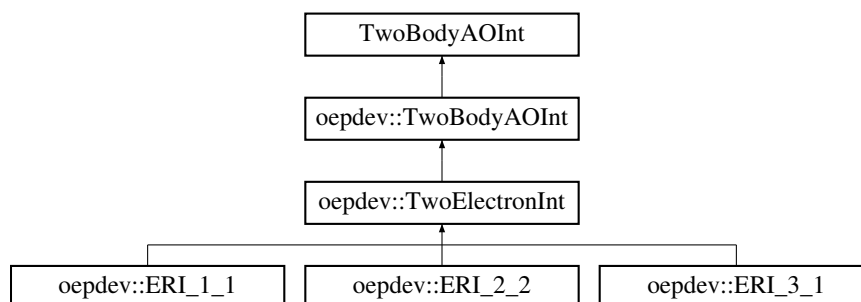 TwoBodyAOInt
oepdev::TwoBodyAOInt
oepdev::TwoElectronInt
oepdev::ERI_1_1
oepdev::ERI_2_2
oepdev::ERI_3_1